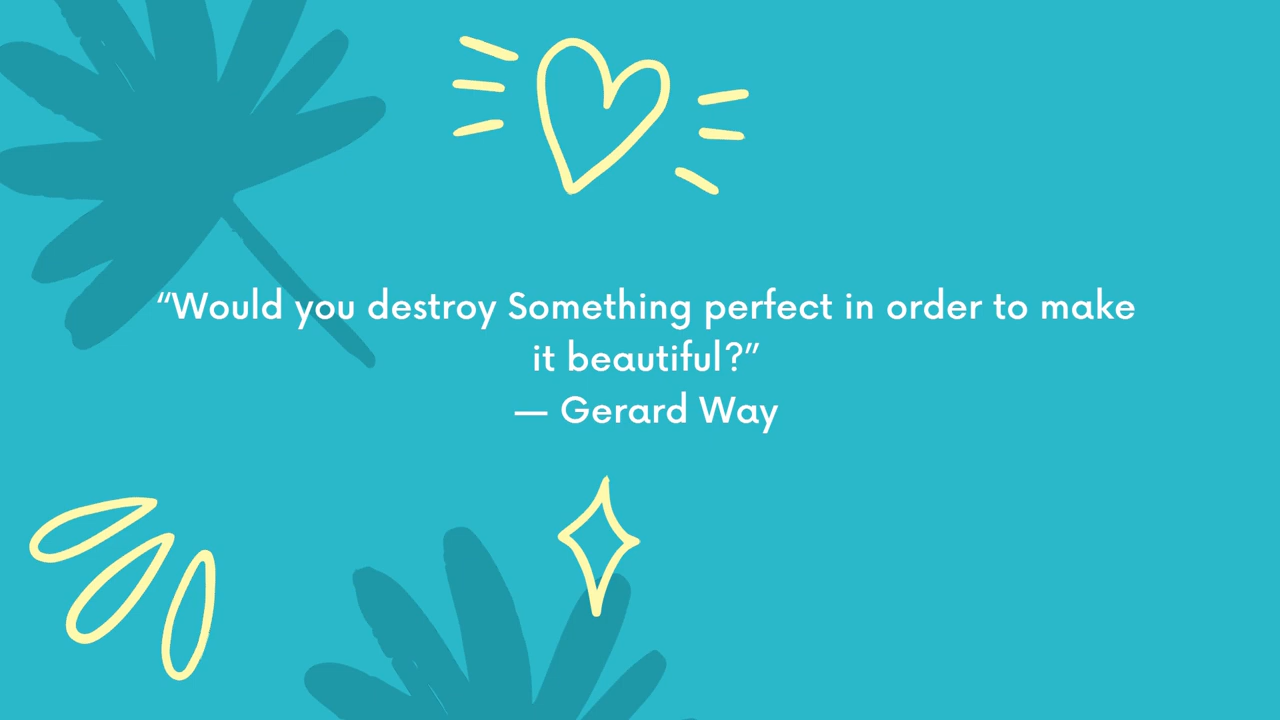 “Would you destroy Something perfect in order to make
it beautiful?”
— Gerard Way